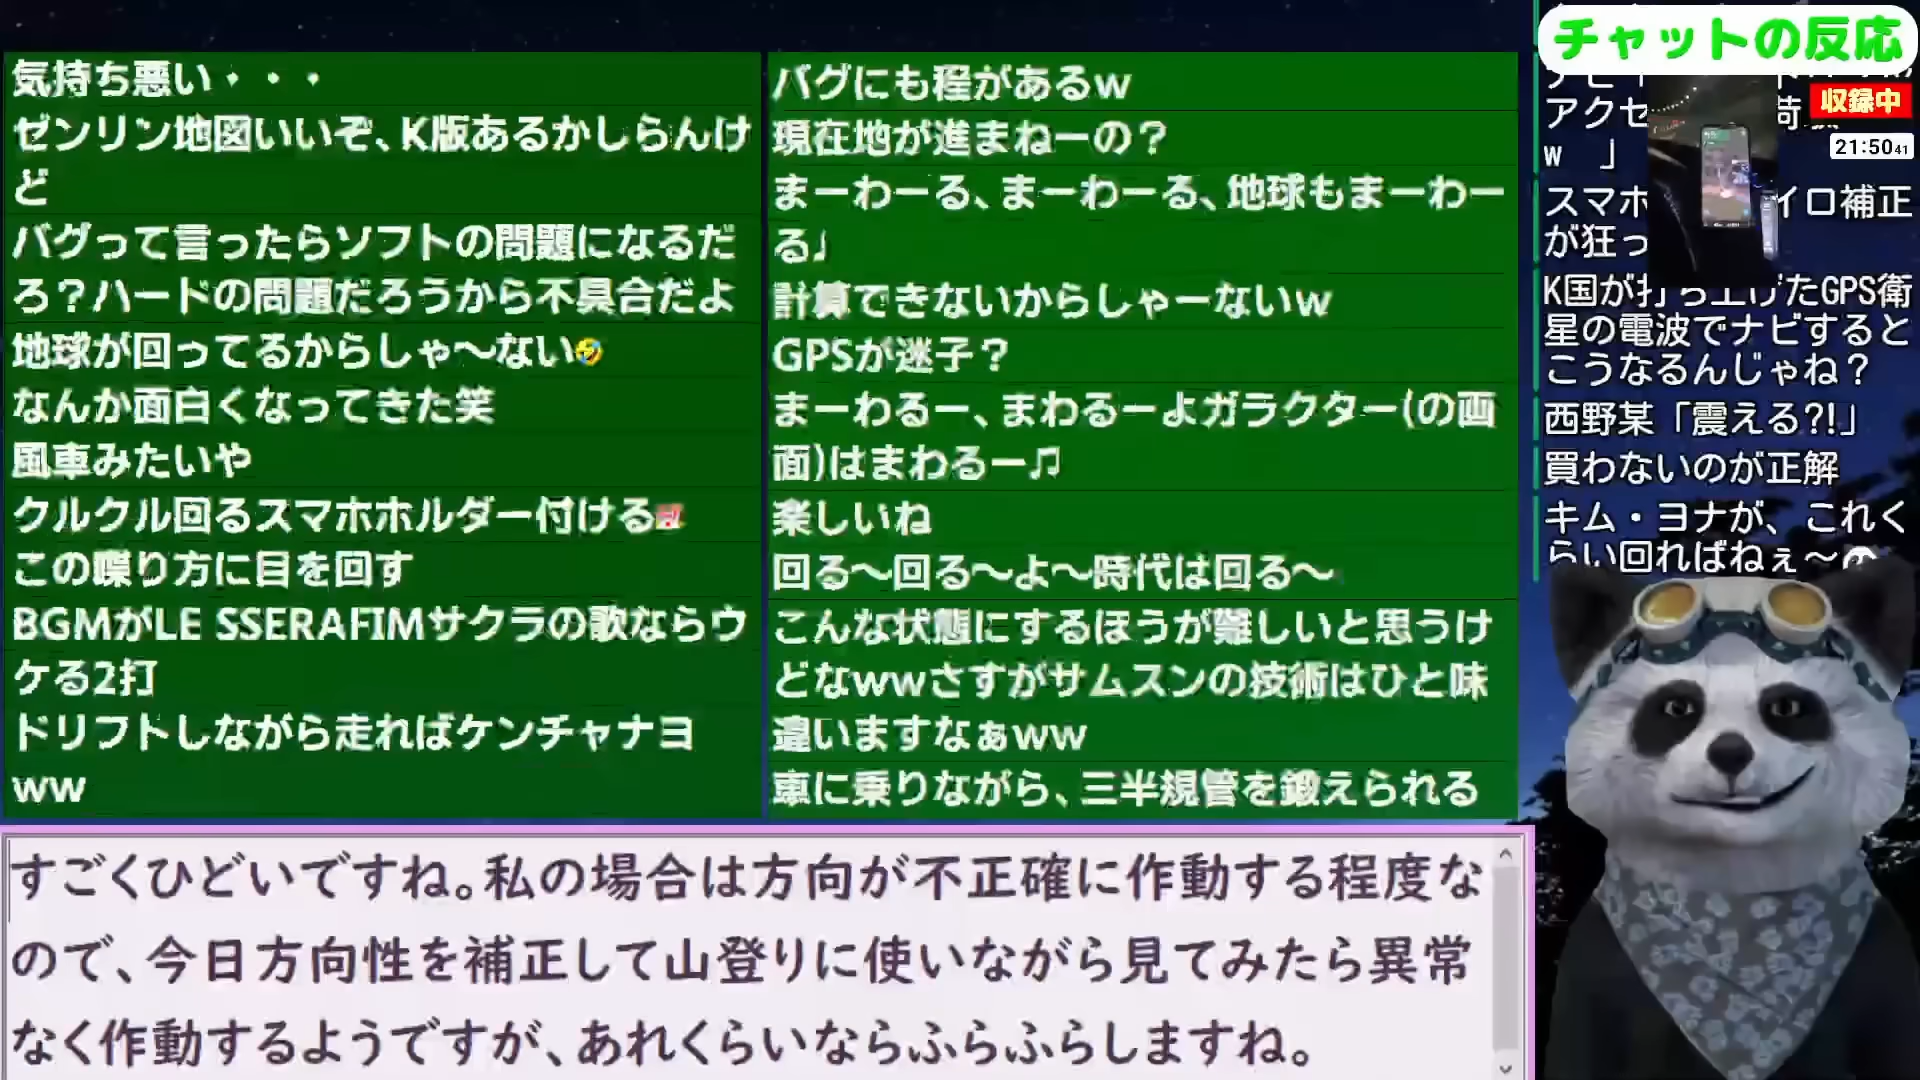 気持ち悪い・・・
ゼンリン地図いいぞ、K版あるかしらんけ
ど
バグって言ったらソフトの問題になるだ
ろ？ハードの問題だろうから不具合だよ
地球が回ってるからしゃ〜ない🤣
なんか面白くなってきた笑
風車みたいや
クルクル回るスマホホルダー付ける
この喋り方に目を回す
BGMがLE SSERAFIMサクラの歌ならウ
ケる2打
ドリフトしながら走ればケンチャナヨ
ww
バグにも程があるw
現在地が進まねーの？
まーわーる、まーわーる、地球もまーわー
る♩
計算できないからしゃーないw
GPSが迷子？
まーわるー、まわるーよガラクター(の画
面)はまわるー♫
楽しいね
回る〜回る〜よ〜時代は回る〜
こんな状態にするほうが難しいと思うけ
どなwwさすがサムスンの技術はひと味
違いますなぁww
車に乗りながら、三半規管を鍛えられる
チャットの反応
収録中
アクセ
w 」
21:50 41
スマホ イロ補正
が狂っ
K国が打ち上げたGPS衛
星の電波でナビすると
こうなるんじゃね？
西野某「震える?!」
買わないのが正解
キム・ヨナが、これく
らい回ればねぇ〜
すごくひどいですね。私の場合は方向が不正確に作動する程度な
ので、今日方向性を補正して山登りに使いながら見てみたら異常
なく作動するようですが、あれくらいならふらふらしますね。